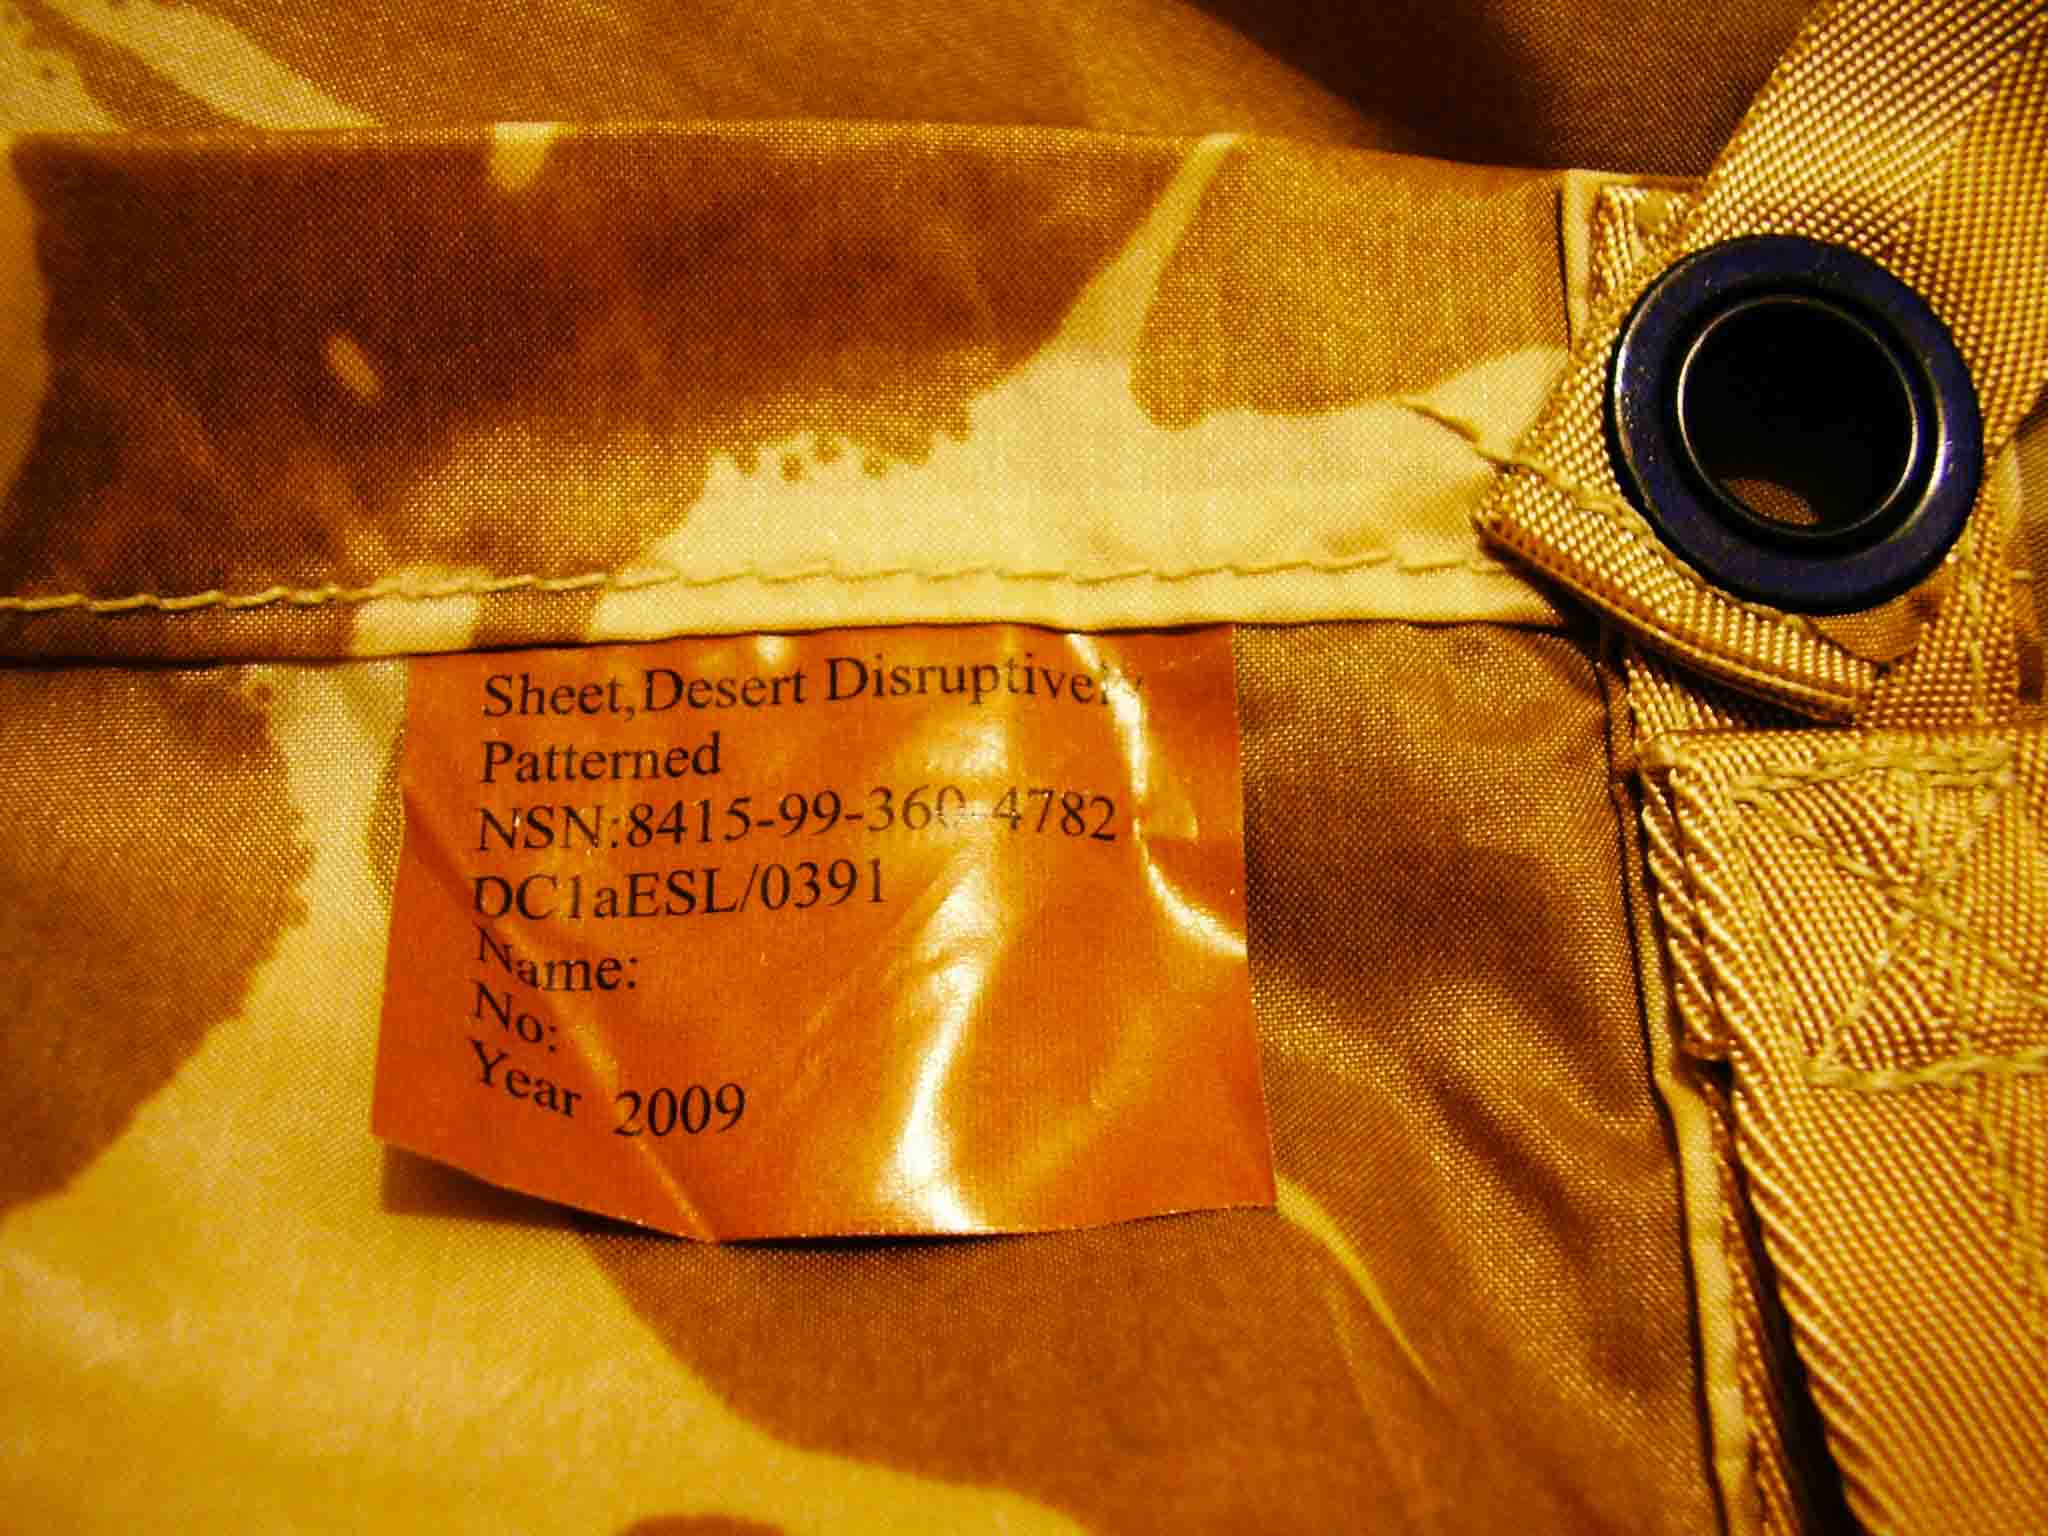 Sheet,Desert Disruptively
Patterned
NSN:8415-99-360-4782
DC1aESL/0391
Name:
No:
Year 2009